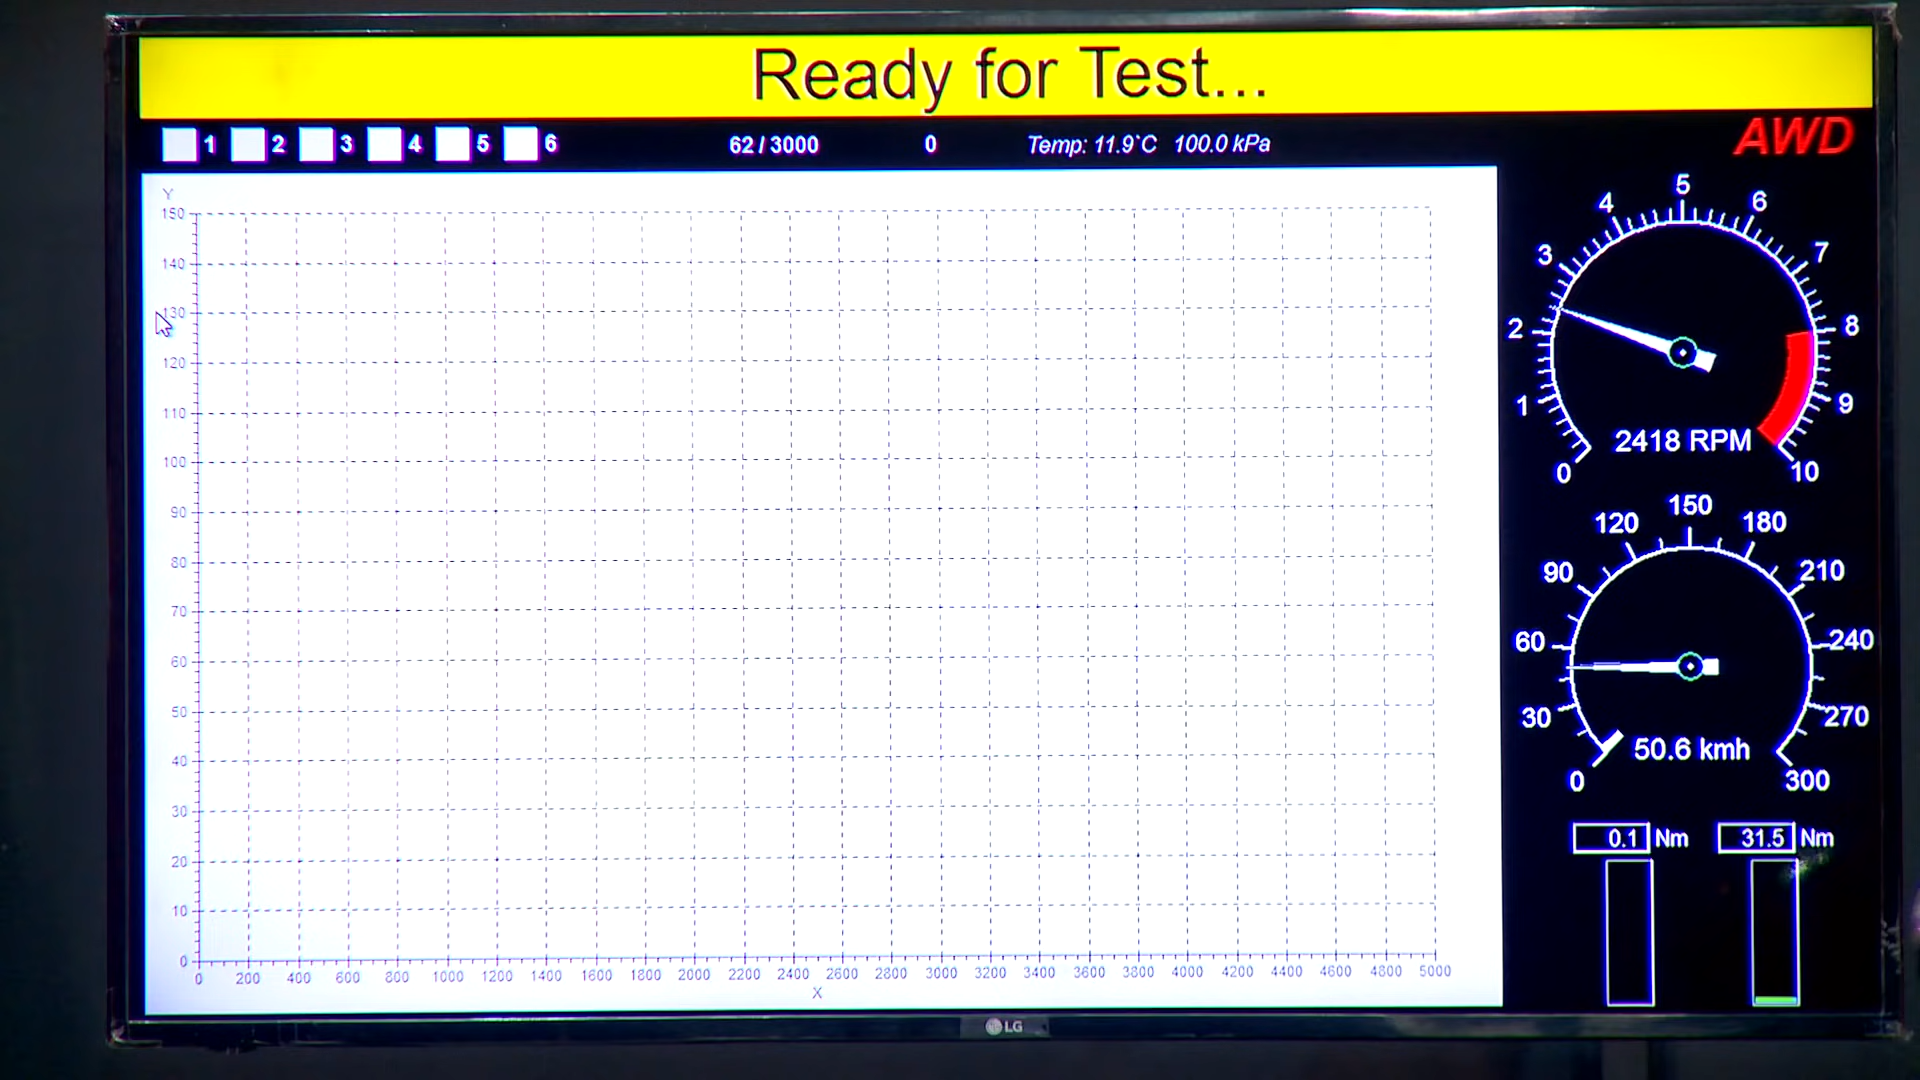 Ready for Test...
1 2 3 4 5 6 62 / 3000 0 Temp: 11.9°C 100.0 kPa
AWD
Y
150
140
130
120
110
100
90
80
70
60
50
40
30
20
10
0
0 200 400 600 800 1000 1200 1400 1600 1800 2000 2200 2400 2600 2800 3000 3200 3400 3600 3800 4000 4200 4400 4600 4800 5000
X
0 1 2 3 4 5 6 7 8 9 10
2418 RPM
0 30 60 90 120 150 180 210 240 270 300
50.6 kmh
0.1 Nm 31.5 Nm
LG